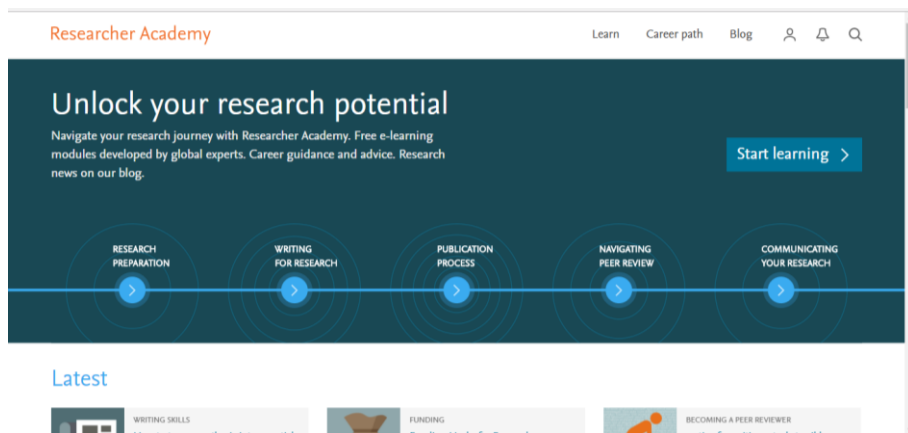 Researcher Academy
Learn Career path Blog
Unlock your research potential
Navigate your research journey with Researcher Academy. Free e-learning
modules developed by global experts. Career guidance and advice. Research
news on our blog.
Start learning
RESEARCH
PREPARATION
WRITING
FOR RESEARCH
PUBLICATION
PROCESS
NAVIGATING
PEER REVIEW
COMMUNICATING
YOUR RESEARCH
Latest
WRITING SKILLS
FUNDING
BECOMING A PEER REVIEWER